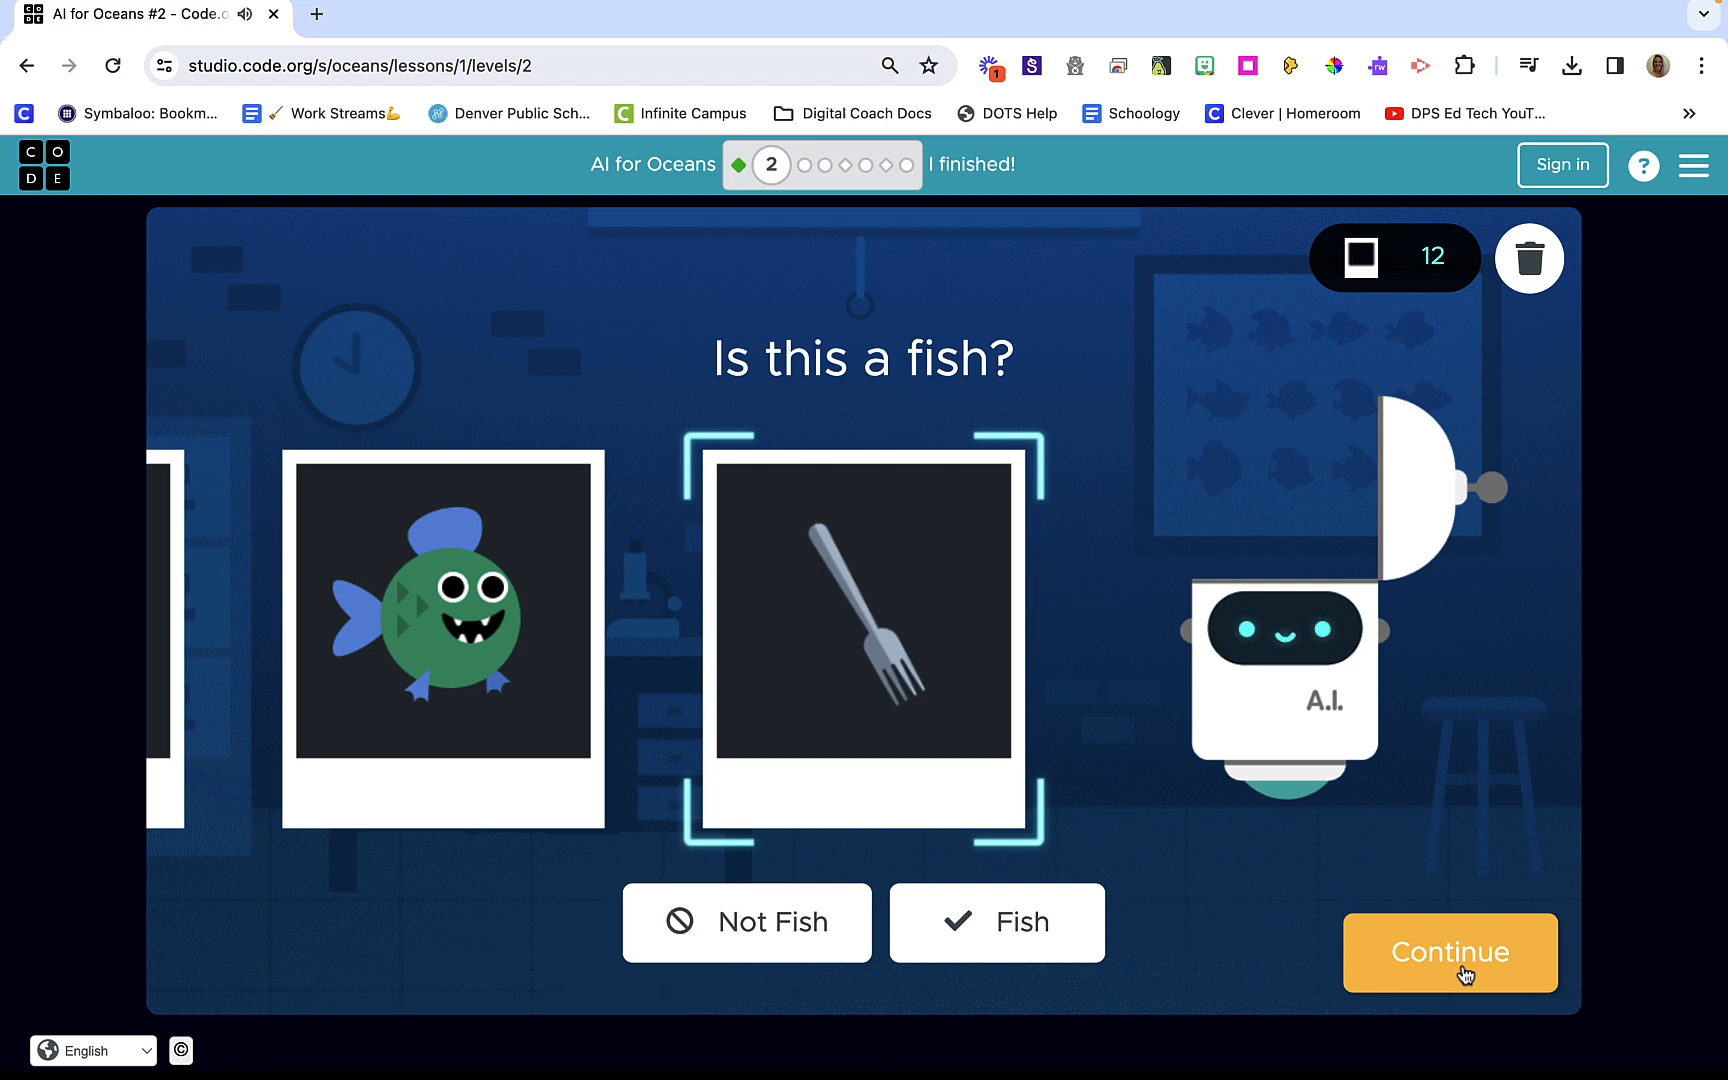 AI for Oceans #2 - Code.o
studio.code.org/s/oceans/lessons/1/levels/2
1
S
rw
C
Symbaloo: Bookm...
Work Streams
Denver Public Sch...
C
Infinite Campus
Digital Coach Docs
DOTS Help
Schoology
C
Clever | Homeroom
DPS Ed Tech YouT...
»
C O
D E
AI for Oceans
2
I finished!
Sign in
?
12
Is this a fish?
A.I.
Not Fish
Fish
Continue
English
©